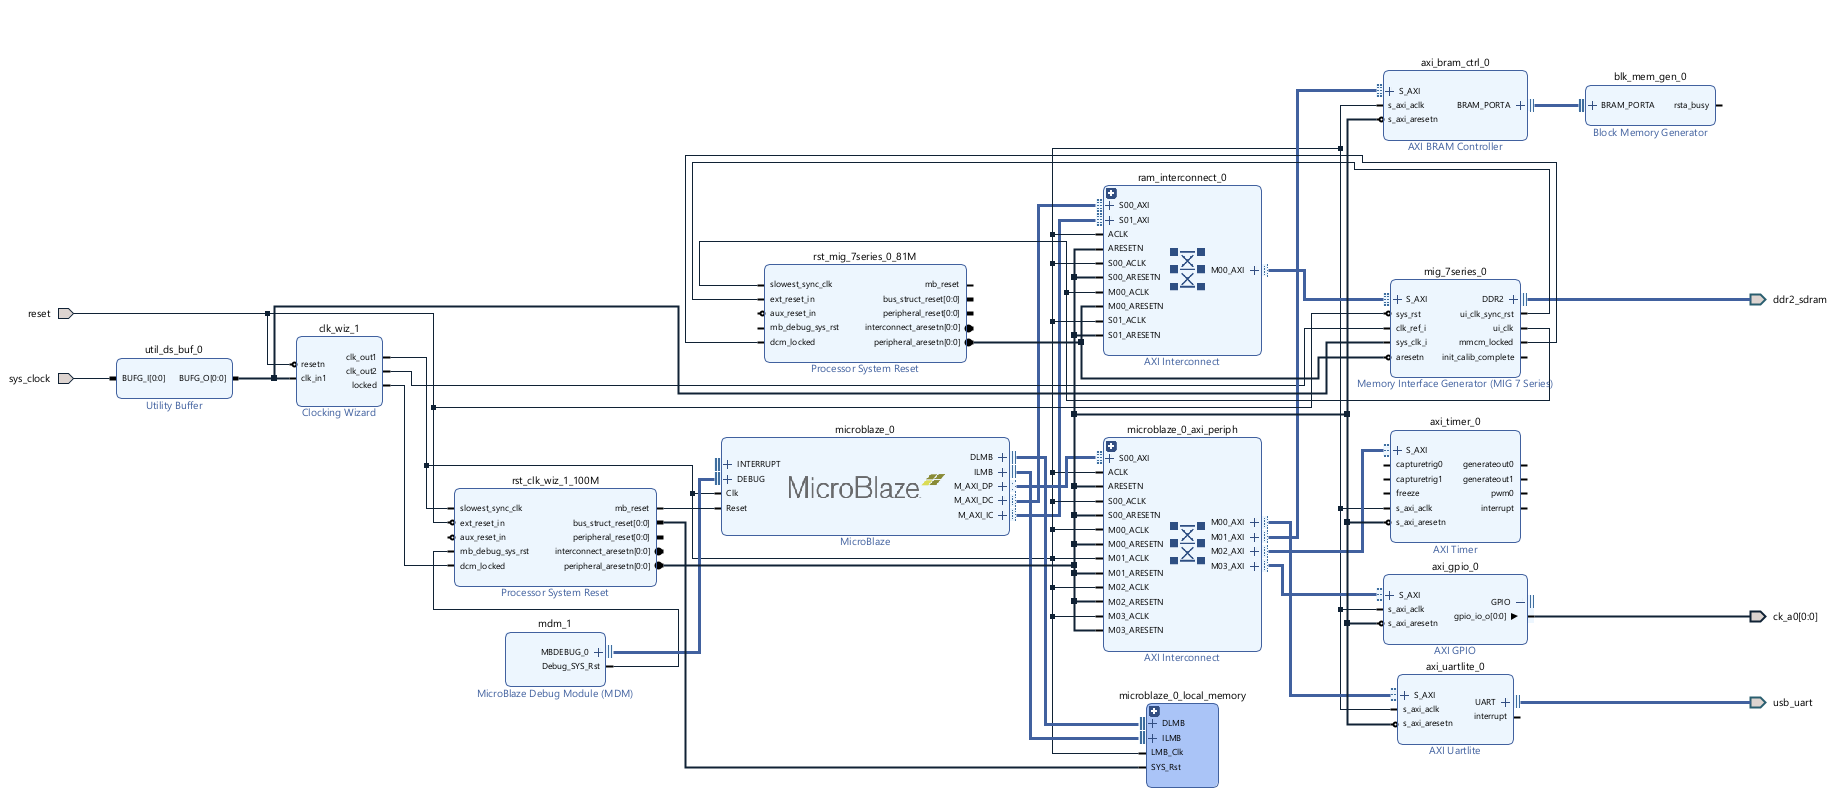 reset
sys_clock
util_ds_buf_0
BUFG_I[0:0]
BUFG_O[0:0]
Utility Buffer
clk_wiz_1
resetn
clk_in1
clk_out1
clk_out2
locked
Clocking Wizard
rst_clk_wiz_1_100M
slowest_sync_clk
ext_reset_in
aux_reset_in
mb_debug_sys_rst
dcm_locked
mb_reset
bus_struct_reset[0:0]
peripheral_reset[0:0]
interconnect_aresetn[0:0]
peripheral_aresetn[0:0]
Processor System Reset
mdm_1
MBDEBUG_0
Debug_SYS_Rst
MicroBlaze Debug Module (MDM)
rst_mig_7series_0_81M
slowest_sync_clk
ext_reset_in
aux_reset_in
mb_debug_sys_rst
dcm_locked
mb_reset
bus_struct_reset[0:0]
peripheral_reset[0:0]
interconnect_aresetn[0:0]
peripheral_aresetn[0:0]
Processor System Reset
microblaze_0
INTERRUPT
DEBUG
Clk
Reset
MicroBlaze
DLMB
ILMB
M_AXI_DP
M_AXI_DC
M_AXI_IC
MicroBlaze
ram_interconnect_0
S00_AXI
S01_AXI
ACLK
ARESETN
S00_ACLK
S00_ARESETN
M00_ACLK
M00_ARESETN
S01_ACLK
S01_ARESETN
M00_AXI
AXI Interconnect
microblaze_0_axi_periph
S00_AXI
ACLK
ARESETN
S00_ACLK
S00_ARESETN
M00_ACLK
M00_ARESETN
M01_ACLK
M01_ARESETN
M02_ACLK
M02_ARESETN
M03_ACLK
M03_ARESETN
M00_AXI
M01_AXI
M02_AXI
M03_AXI
AXI Interconnect
microblaze_0_local_memory
DLMB
ILMB
LMB_Clk
SYS_Rst
axi_bram_ctrl_0
S_AXI
s_axi_aclk
s_axi_aresetn
BRAM_PORTA
AXI BRAM Controller
blk_mem_gen_0
BRAM_PORTA
rsta_busy
Block Memory Generator
mig_7series_0
S_AXI
sys_rst
clk_ref_i
sys_clk_i
aresetn
DDR2
ui_clk_sync_rst
ui_clk
mmcm_locked
init_calib_complete
Memory Interface Generator (MIG 7 Series)
axi_timer_0
S_AXI
capturetrig0
capturetrig1
freeze
s_axi_aclk
s_axi_aresetn
generateout0
generateout1
pwm0
interrupt
AXI Timer
axi_gpio_0
S_AXI
s_axi_aclk
s_axi_aresetn
GPIO
gpio_io_o[0:0]
AXI GPIO
axi_uartlite_0
S_AXI
s_axi_aclk
s_axi_aresetn
UART
interrupt
AXI Uartlite
ddr2_sdram
ck_a0[0:0]
usb_uart